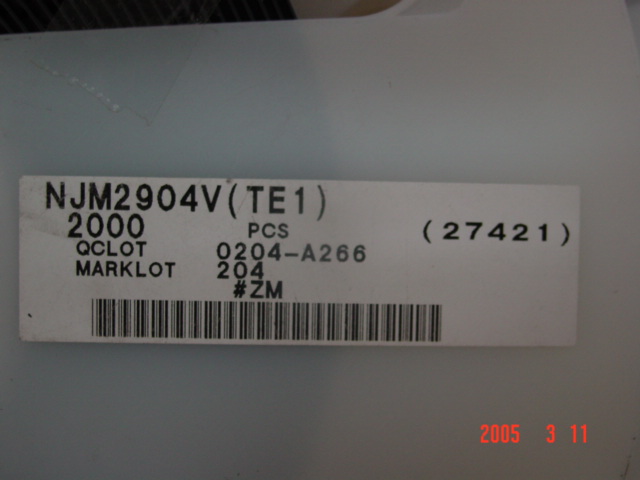 NJM2904V(TE1)
2000 PCS (27421)
QCLOT 0204-A266
MARKLOT 204
#ZM
2005 3 11